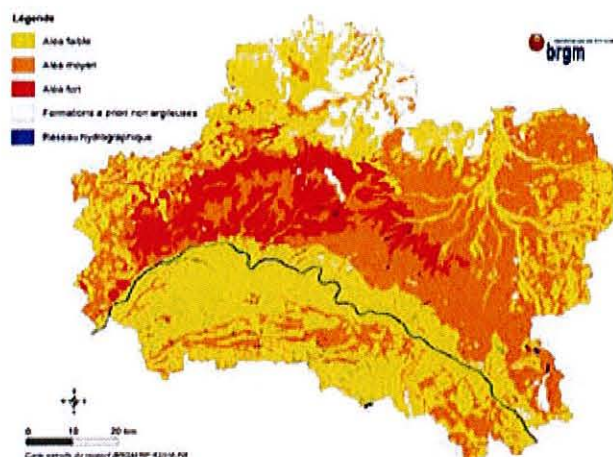 Légende
Aléa faible
Aléa moyen
Aléa fort
Formations a priori non argileuses
Réseau hydrographique
brgm
0 10 20 km